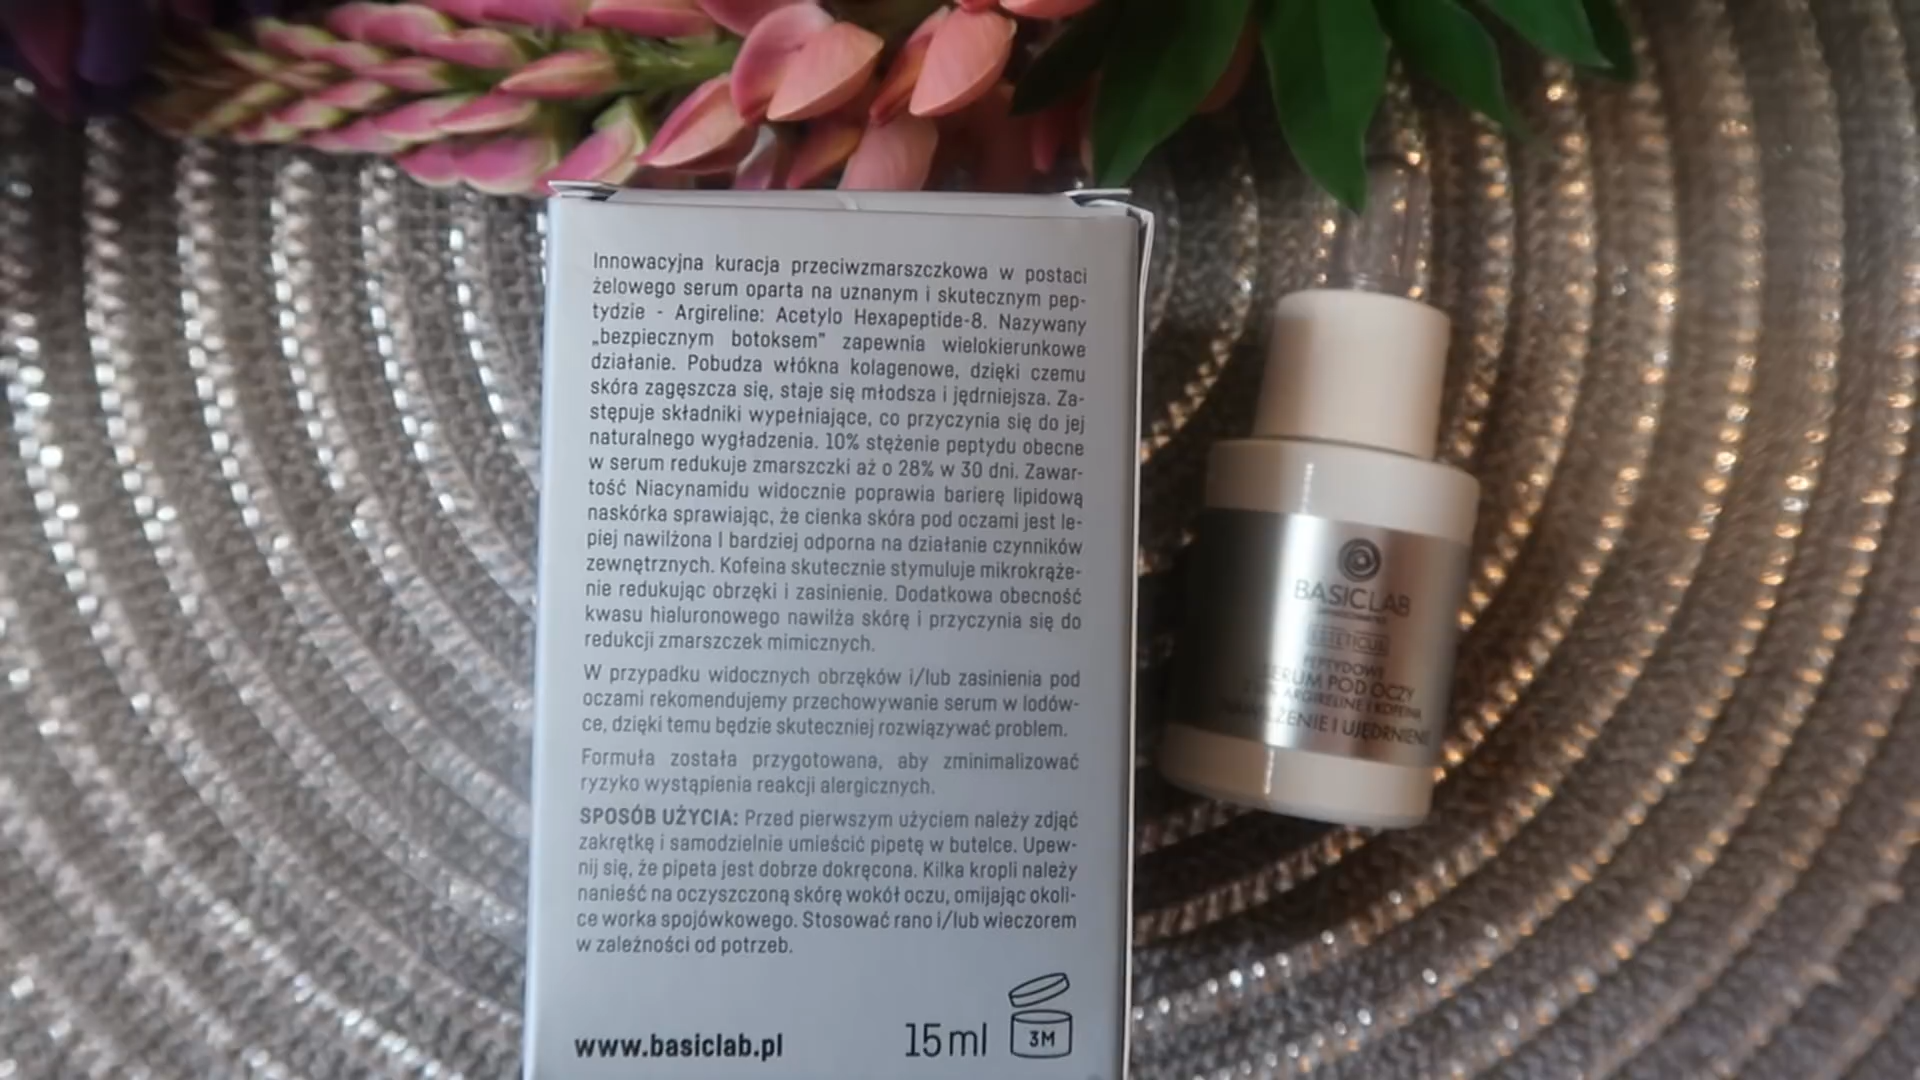 Innowacyjna kuracja przeciwzmarszczkowa w postaci
żelowego serum oparta na uznanym i skutecznym pep-
tydzie - Argireline: Acetylo Hexapeptide-8. Nazywany
„bezpiecznym botoksem" zapewnia wielokierunkowe
działanie. Pobudza włókna kolagenowe, dzięki czemu
skóra zagęszcza się, staje się młodsza i jędrniejsza. Za-
stępuje składniki wypełniające, co przyczynia się do jej
naturalnego wygładzenia. 10% stężenie peptydu obecne
w serum redukuje zmarszczki aż o 28% w 30 dni. Zawar-
tość Niacynamidu widocznie poprawia barierę lipidową
naskórka sprawiając, że cienka skóra pod oczami jest le-
piej nawilżona I bardziej odporna na działanie czynników
zewnętrznych. Kofeina skutecznie stymuluje mikrokrąże-
nie redukując obrzęki i zasinienie. Dodatkowa obecność
kwasu hialuronowego nawilża skórę i przyczynia się do
redukcji zmarszczek mimicznych.
W przypadku widocznych obrzęków i/lub zasinienia pod
oczami rekomendujemy przechowywanie serum w lodów-
ce, dzięki temu będzie skuteczniej rozwiązywać problem.
Formuła została przygotowana, aby zminimalizować
ryzyko wystąpienia reakcji alergicznych.
SPOSÓB UŻYCIA: Przed pierwszym użyciem należy zdjąć
zakrętkę i samodzielnie umieścić pipetę w butelce. Upew-
nij się, że pipeta jest dobrze dokręcona. Kilka kropli należy
nanieść na oczyszczoną skórę wokół oczu, omijając okoli-
ce worka spojówkowego. Stosować rano i/lub wieczorem
w zależności od potrzeb.
www.basiclab.pl
15 ml
3M
BASICLAB
PEPTYDOWE
SERUM POD OCZY
ARGIRELINE I KOFEINA
I UJĘDRNIENIE